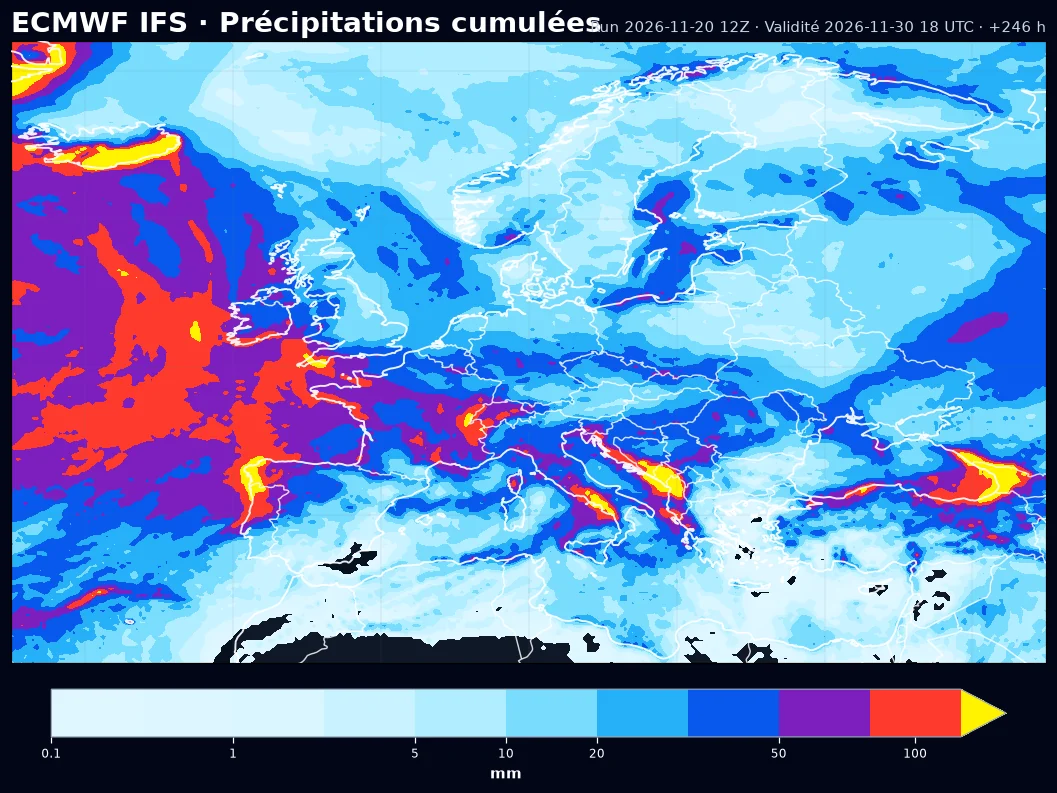 ECMWF IFS · Précipitations cumulées
Run 2026-11-20 12Z · Validité 2026-11-30 18 UTC · +246 h
0.1 1 5 10 20 50 100
mm